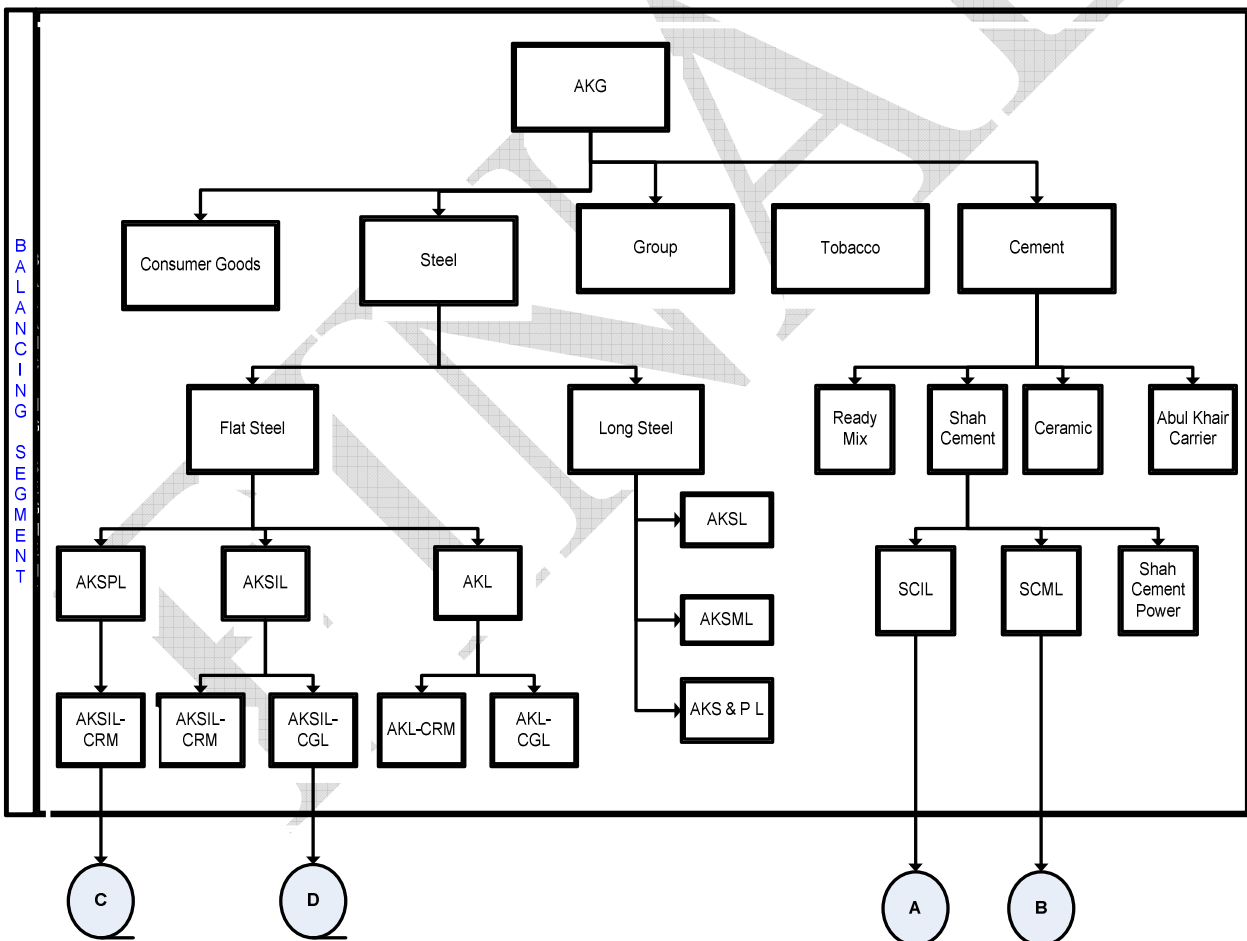 AKG
Consumer Goods
Steel
Group
Tobacco
Cement
BALANCING SEGMENT
Flat Steel
Long Steel
Ready
Mix
Shah
Cement
Ceramic
Abul Khair
Carrier
AKSL
AKSPL
AKSIL
AKL
SCIL
SCML
Shah
Cement
Power
AKSML
AKSIL-
CRM
AKSIL-
CRM
AKSIL-
CGL
AKL-CRM
AKL-
CGL
AKS & P L
C
D
A
B